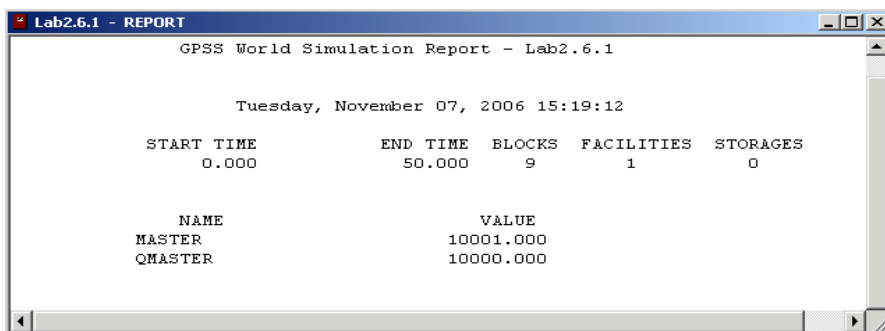 Lab2.6.1 - REPORT
GPSS World Simulation Report - Lab2.6.1
Tuesday, November 07, 2006 15:19:12
START TIME END TIME BLOCKS FACILITIES STORAGES
0.000 50.000 9 1 0
NAME VALUE
MASTER 10001.000
QMASTER 10000.000